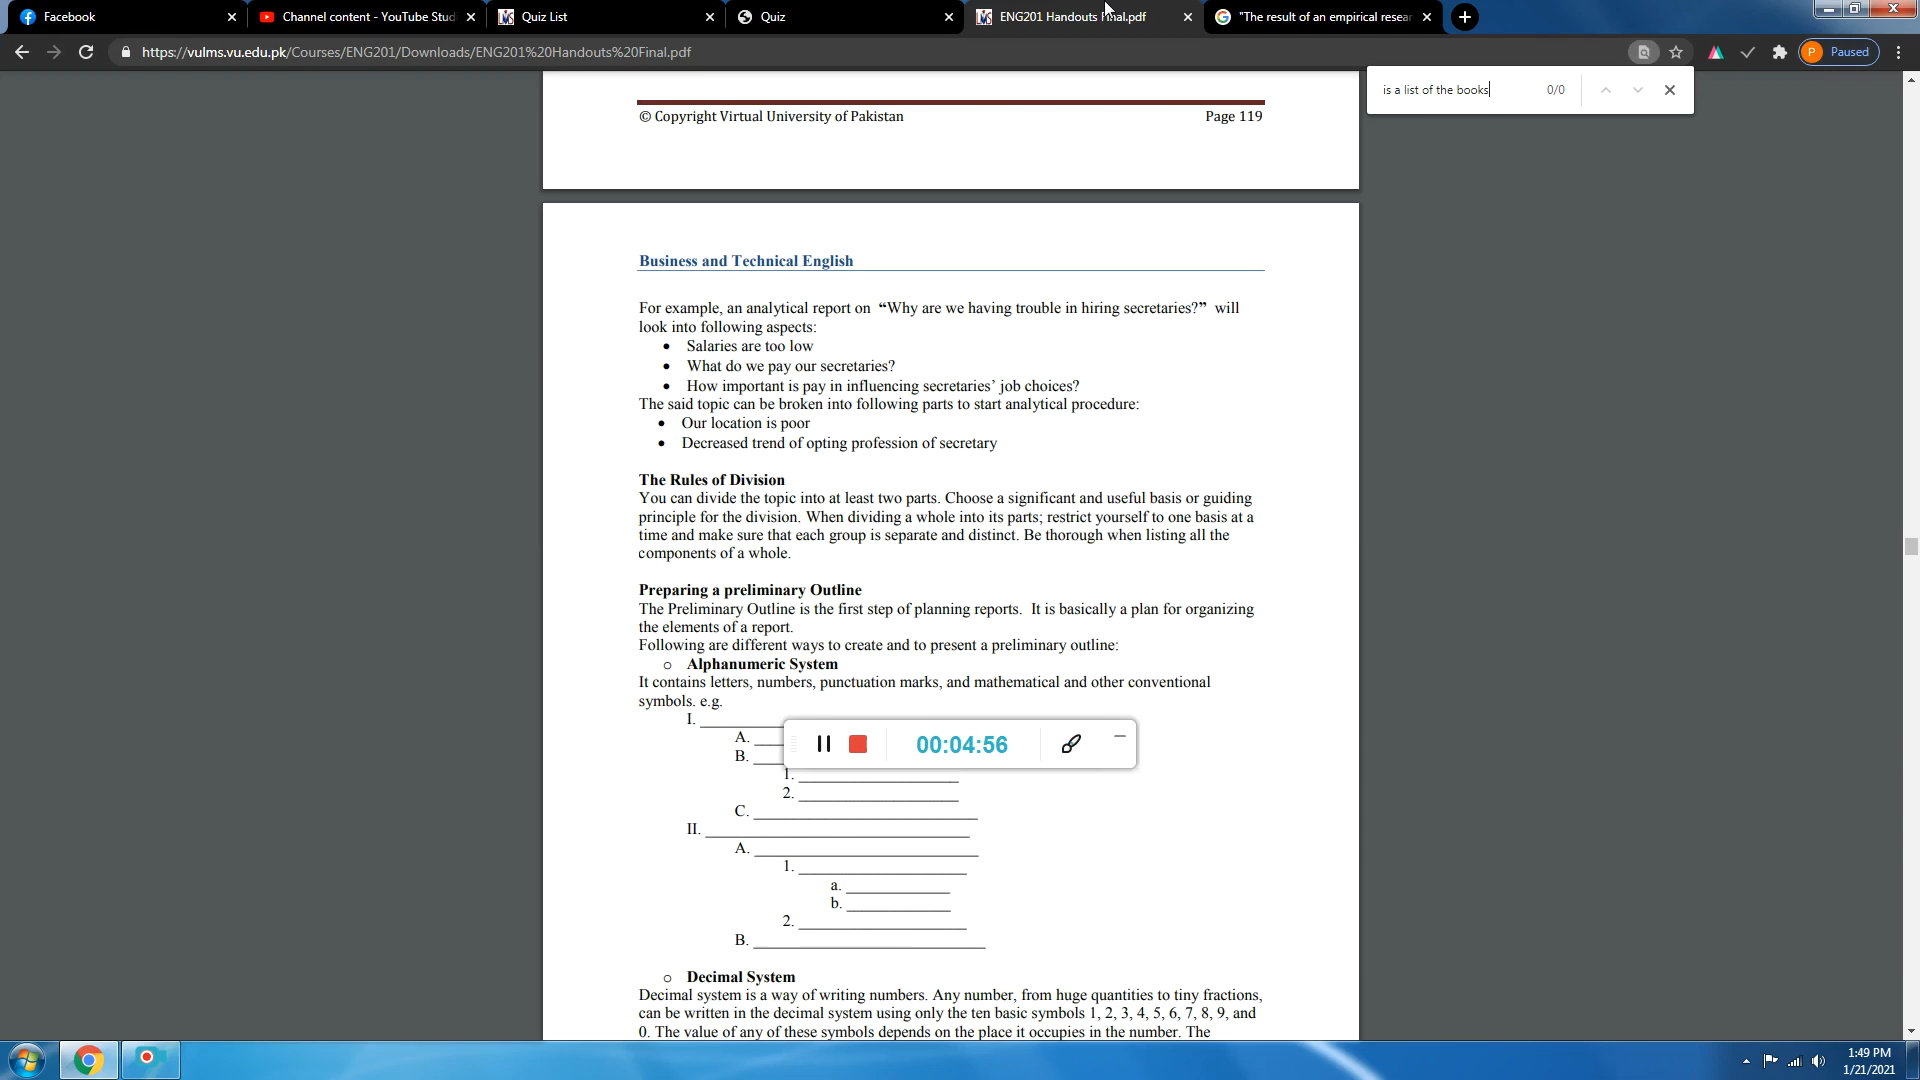 Facebook
Channel content - YouTube Studi
Quiz List
Quiz
ENG201 Handouts Final.pdf
"The result of an empirical resear
https://vulms.vu.edu.pk/Courses/ENG201/Downloads/ENG201%20Handouts%20Final.pdf
P Paused
is a list of the books 0/0
© Copyright Virtual University of Pakistan Page 119
Business and Technical English
For example, an analytical report on “Why are we having trouble in hiring secretaries?” will
look into following aspects:
• Salaries are too low
• What do we pay our secretaries?
• How important is pay in influencing secretaries’ job choices?
The said topic can be broken into following parts to start analytical procedure:
• Our location is poor
• Decreased trend of opting profession of secretary
The Rules of Division
You can divide the topic into at least two parts. Choose a significant and useful basis or guiding
principle for the division. When dividing a whole into its parts; restrict yourself to one basis at a
time and make sure that each group is separate and distinct. Be thorough when listing all the
components of a whole.
Preparing a preliminary Outline
The Preliminary Outline is the first step of planning reports. It is basically a plan for organizing
the elements of a report.
Following are different ways to create and to present a preliminary outline:
o Alphanumeric System
It contains letters, numbers, punctuation marks, and mathematical and other conventional
symbols. e.g.
I.
A.
00:04:56
B.
1.
2.
C.
II.
A.
1.
a.
b.
2.
B.
o Decimal System
Decimal system is a way of writing numbers. Any number, from huge quantities to tiny fractions,
can be written in the decimal system using only the ten basic symbols 1, 2, 3, 4, 5, 6, 7, 8, 9, and
0. The value of any of these symbols depends on the place it occupies in the number. The
1:49 PM
1/21/2021